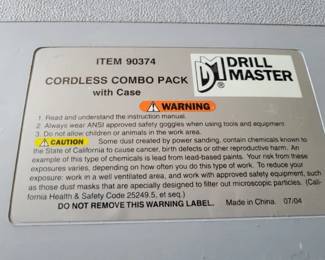 ITEM 90374
CORDLESS COMBO PACK
with Case
DM ® DRILL
MASTER
WARNING
1. Read and understand the instruction manual.
2. Always wear ANSI approved safety goggles when using tools and equipment.
3. Do not allow children or animals in the work area.
CAUTION Some dust created by power sanding, contain chemicals known to
the State of California to cause cancer, birth defects or other reproductive harm. An
example of this type of chemicals is lead from lead-based paints. Your risk from these
exposures varies, depending on how often you do this type of work. To reduce your
exposure: work in a well ventilated area, and work with approved safety equipment, such
as those dust masks that are specially designed to filter out microscopic particles. (Cali-
fornia Health & Safety Code 25249.5, et seq.)
DO NOT REMOVE THIS WARNING LABEL. Made in China. 07/04